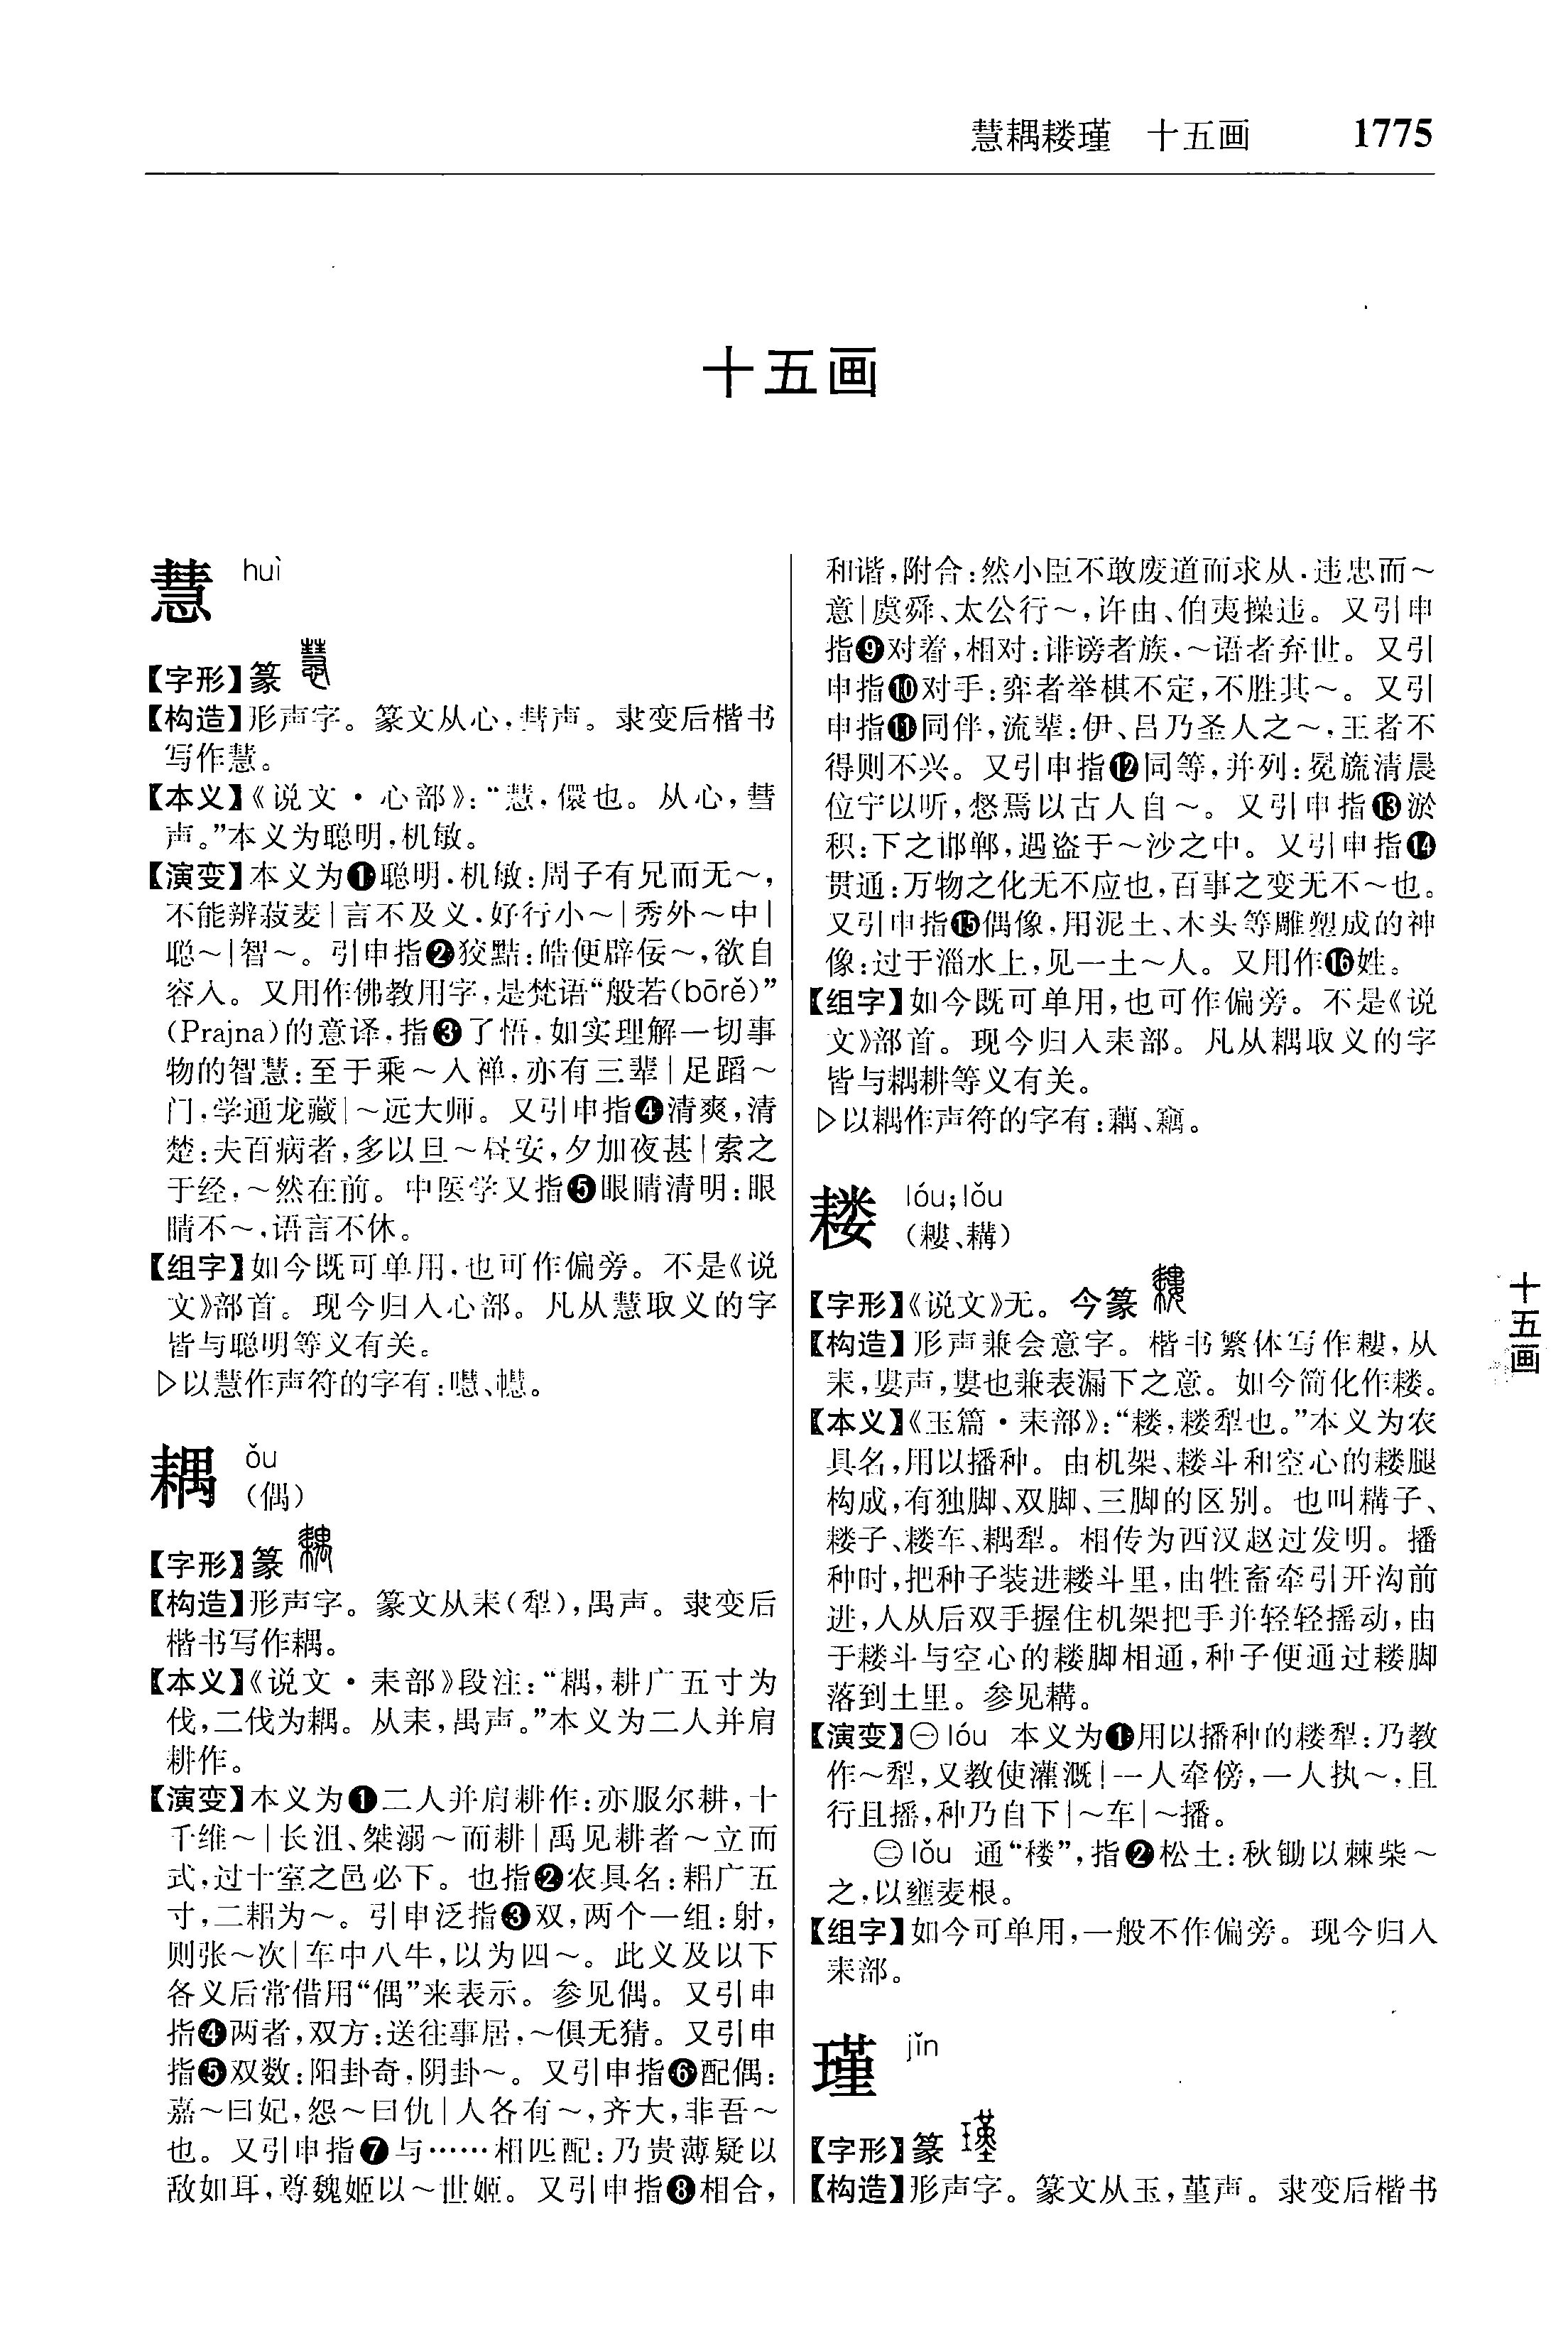 慧耦耧瑾　十五画　1775
十五画
慧 huì
【字形】篆
【构造】形声字。篆文从心,彗声。隶变后楷书
写作慧。
【本义】《说文·心部》:“慧,儇也。从心,彗
声。”本义为聪明,机敏。
【演变】本义为❶聪明,机敏:周子有兄而无～,
不能辨菽麦|言不及义,好行小～|秀外～中|
聪～|智～。引申指❷狡黠:皓便辟佞～,欲自
容入。又用作佛教用字,是梵语“般若(bōrě)”
(Prajna)的意译,指❸了悟,如实理解一切事
物的智慧:至于乘～入禅,亦有三辈|足蹈～
门,学通龙藏|～远大师。又引申指❹清爽,清
楚:夫百病者,多以旦～昼安,夕加夜甚|索之
于经,～然在前。中医学又指❺眼睛清明:眼
睛不～,语言不休。
【组字】如今既可单用,也可作偏旁。不是《说
文》部首。现今归入心部。凡从慧取义的字
皆与聪明等义有关。
▷以慧作声符的字有:嚖、憓。
耦 ǒu
(偶)
【字形】篆
【构造】形声字。篆文从耒(犁),禺声。隶变后
楷书写作耦。
【本义】《说文·耒部》段注:“耦,耕广五寸为
伐,二伐为耦。从耒,禺声。”本义为二人并肩
耕作。
【演变】本义为❶二人并肩耕作:亦服尔耕,十
千维～|长沮、桀溺～而耕|禹见耕者～立而
式,过十室之邑必下。也指❷农具名:耜广五
寸,二耜为～。引申泛指❸双,两个一组:射,
则张～次|车中八牛,以为四～。此义及以下
各义后常借用“偶”来表示。参见偶。又引申
指❹两者,双方:送往事居,～俱无猜。又引申
指❺双数:阳卦奇,阴卦～。又引申指❻配偶:
嘉～曰妃,怨～曰仇|人各有～,齐大,非吾～
也。又引申指❼与……相匹配:乃贵薄疑以
敌如耳,尊魏姬以～世姬。又引申指❽相合,
和谐,附合:然小臣不敢废道而求从,违忠而～
意|虞舜、太公行～,许由、伯夷操违。又引申
指❾对着,相对:诽谤者族,～语者弃世。又引
申指❿对手:弈者举棋不定,不胜其～。又引
申指⓫同伴,流辈:伊、吕乃圣人之～,王者不
得则不兴。又引申指⓬同等,并列:冕旒清晨
位宁以听,愸焉以古人自～。又引申指⓭淤
积:下之邯郸,遇盗于～沙之中。又引申指⓮
贯通:万物之化无不应也,百事之变无不～也。
又引申指⓯偶像,用泥土、木头等雕塑成的神
像:过于淄水上,见一土～人。又用作⓰姓。
【组字】如今既可单用,也可作偏旁。不是《说
文》部首。现今归入耒部。凡从耦取义的字
皆与耦耕等义有关。
▷以耦作声符的字有:藕、
耧 lóu;lǒu
(耬、耩)
【字形】《说文》无。今篆
【构造】形声兼会意字。楷书繁体写作耬,从
耒,娄声,娄也兼表漏下之意。如今简化作耧。
【本义】《玉篇·耒部》:“耧,耧犁也。”本义为农
具名,用以播种。由机架、耧斗和空心的耧腿
构成,有独脚、双脚、三脚的区别。也叫耩子、
耧子、耧车、耦犁。相传为西汉赵过发明。播
种时,把种子装进耧斗里,由牲畜牵引开沟前
进,人从后双手握住机架把手并轻轻摇动,由
于耧斗与空心的耧脚相通,种子便通过耧脚
落到土里。参见耩。
【演变】㊀lóu 本义为❶用以播种的耧犁:乃教
作～犁,又教使灌溉|一人牵傍,一人执～,且
行且摇,种乃自下|～车|～播。
㊁lǒu 通“搂”,指❷松土:秋锄以棘柴～
之,以壅麦根。
【组字】如今可单用,一般不作偏旁。现今归入
耒部。
瑾 jǐn
【字形】篆
【构造】形声字。篆文从玉,堇声。隶变后楷书
十五画